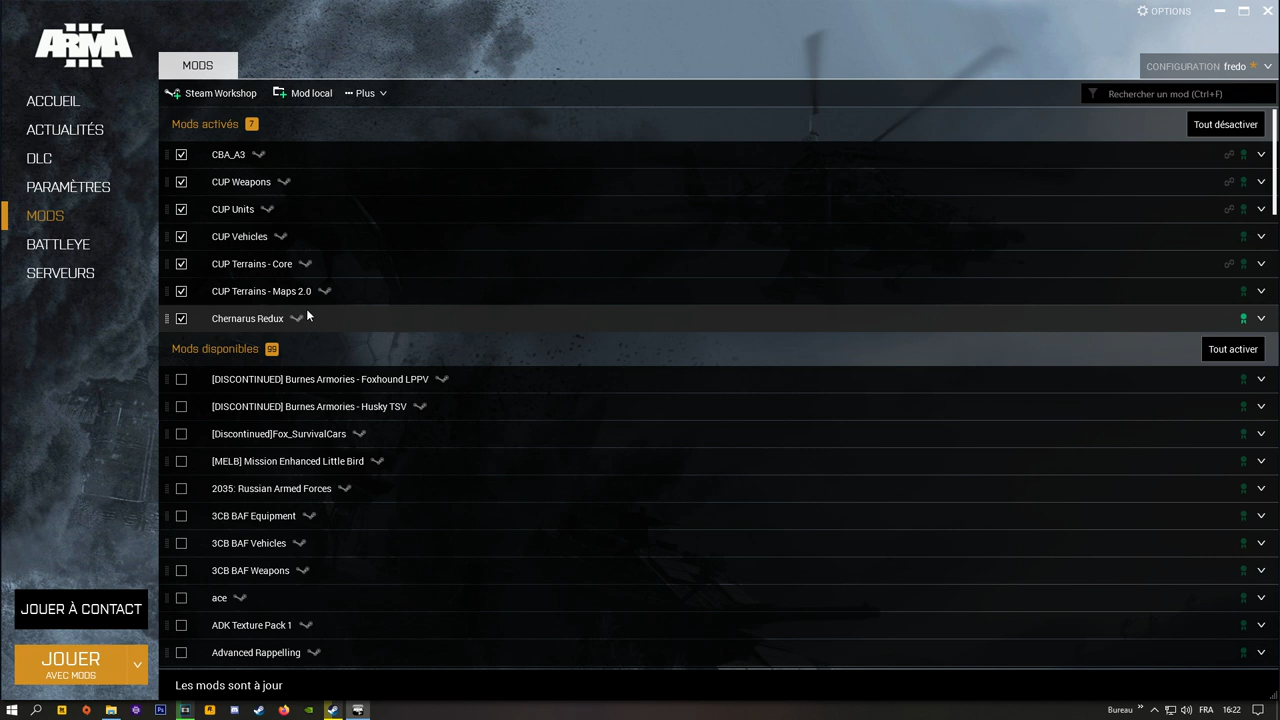 OPTIONS
ARMA III
MODS
CONFIGURATION fredo
ACCUEIL
ACTUALITÉS
DLC
PARAMÈTRES
MODS
BATTLEYE
SERVEURS
Steam Workshop Mod local Plus
Rechercher un mod (Ctrl+F)
Mods activés 7
Tout désactiver
CBA_A3
CUP Weapons
CUP Units
CUP Vehicles
CUP Terrains - Core
CUP Terrains - Maps 2.0
Chernarus Redux
Mods disponibles 99
Tout activer
[DISCONTINUED] Burnes Armories - Foxhound LPPV
[DISCONTINUED] Burnes Armories - Husky TSV
[Discontinued]Fox_SurvivalCars
[MELB] Mission Enhanced Little Bird
2035: Russian Armed Forces
3CB BAF Equipment
3CB BAF Vehicles
3CB BAF Weapons
ace
ADK Texture Pack 1
Advanced Rappelling
JOUER À CONTACT
JOUER
AVEC MODS
Les mods sont à jour
Bureau FRA 16:22